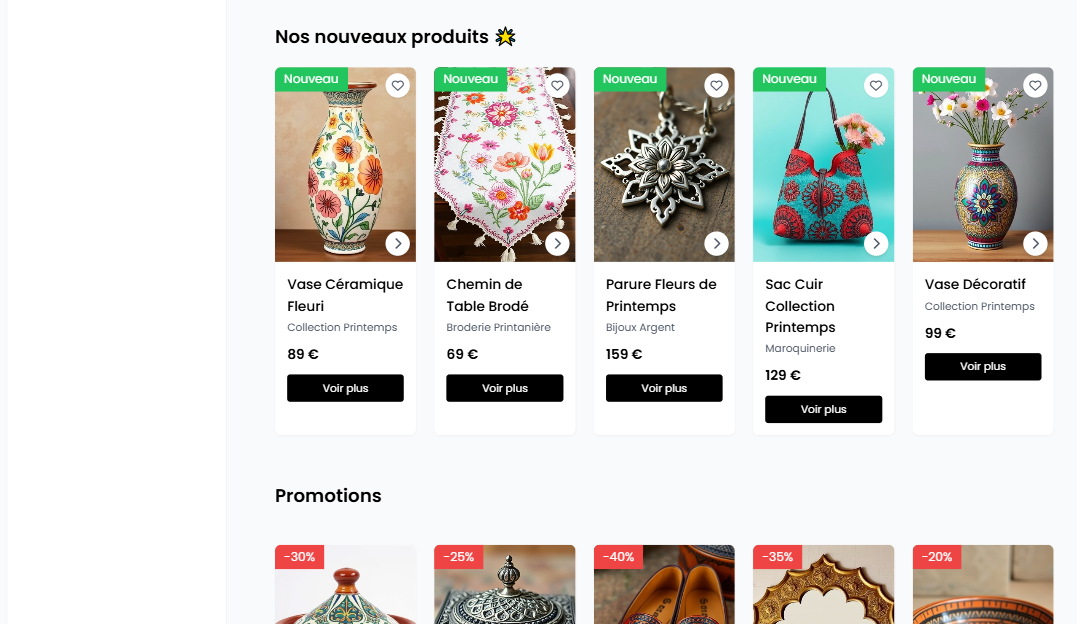 Nos nouveaux produits 🌟
Nouveau
Nouveau
Nouveau
Nouveau
Nouveau
Vase Céramique
Fleuri
Collection Printemps
89 €
Voir plus
Chemin de
Table Brodé
Broderie Printanière
69 €
Voir plus
Parure Fleurs de
Printemps
Bijoux Argent
159 €
Voir plus
Sac Cuir
Collection
Printemps
Maroquinerie
129 €
Voir plus
Vase Décoratif
Collection Printemps
99 €
Voir plus
Promotions
-30%
-25%
-40%
-35%
-20%